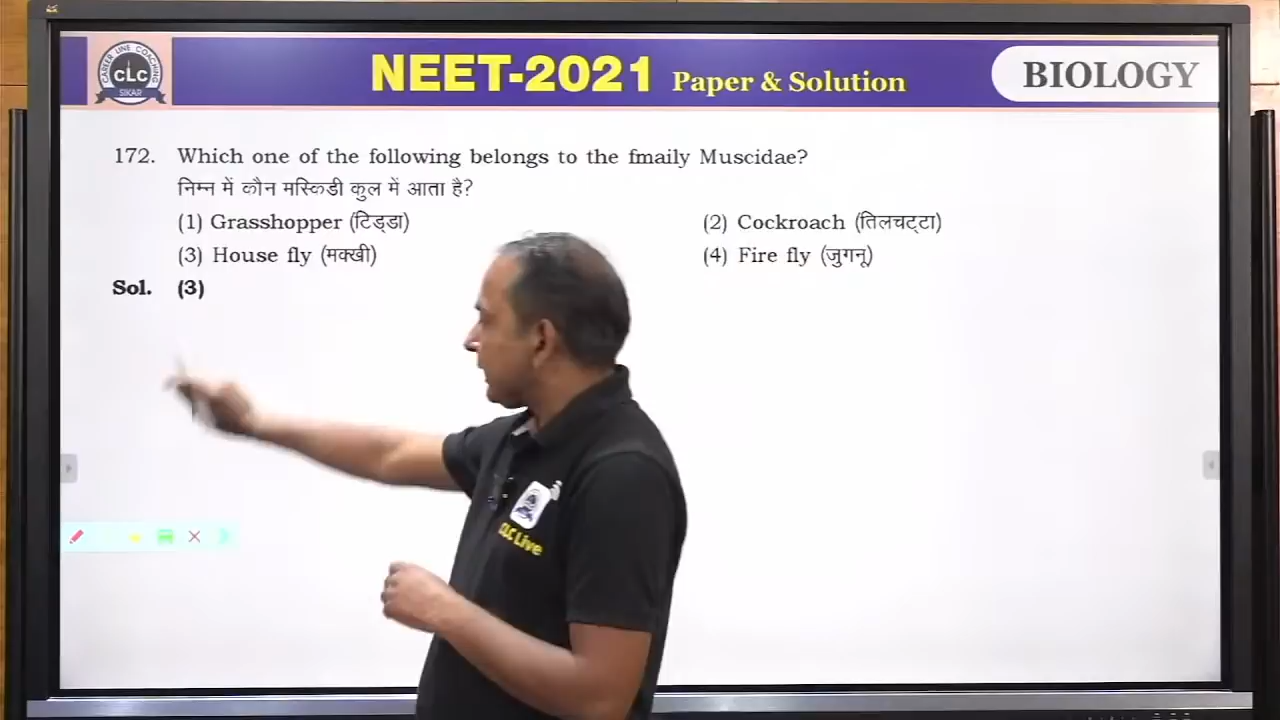 CAREER LINE COACHING
CLC
SIKAR
NEET-2021 Paper & Solution
BIOLOGY
172. Which one of the following belongs to the fmaily Muscidae?
निम्न में कौन मस्किडी कुल में आता है?
(1) Grasshopper (टिड्डा) (2) Cockroach (तिलचट्टा)
(3) House fly (मक्खी) (4) Fire fly (जुगनू)
Sol. (3)
CLC Live